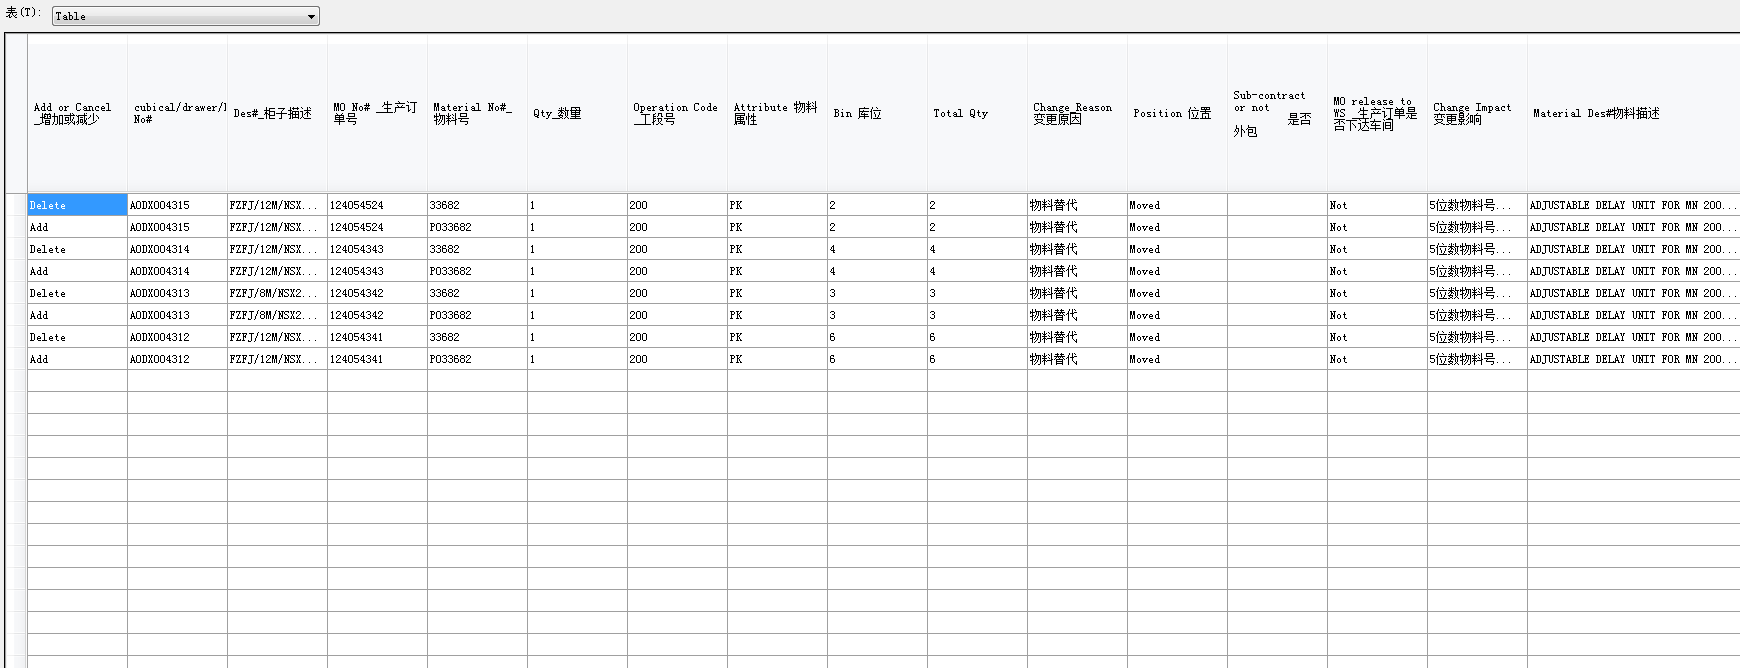 表(T):
Table
Add or Cancel _增加或减少
cubical/drawer/ No#
Des#_柜子描述
MO No# _生产订单号
Material No#_ 物料号
Qty_数量
Operation Code _工段号
Attribute 物料属性
Bin 库位
Total Qty
Change_Reason 变更原因
Position 位置
Sub-contract or not 是否外包
MO release to WS _生产订单是否下达车间
Change Impact 变更影响
Material Des#物料描述
Delete AODX004315 FZFJ/12M/NSX... 124054524 33682 1 200 PK 2 2 物料替代 Moved Not 5位数物料号... ADJUSTABLE DELAY UNIT FOR MN 200...
Add AODX004315 FZFJ/12M/NSX... 124054524 P033682 1 200 PK 2 2 物料替代 Moved Not 5位数物料号... ADJUSTABLE DELAY UNIT FOR MN 200...
Delete AODX004314 FZFJ/12M/NSX... 124054343 33682 1 200 PK 4 4 物料替代 Moved Not 5位数物料号... ADJUSTABLE DELAY UNIT FOR MN 200...
Add AODX004314 FZFJ/12M/NSX... 124054343 P033682 1 200 PK 4 4 物料替代 Moved Not 5位数物料号... ADJUSTABLE DELAY UNIT FOR MN 200...
Delete AODX004313 FZFJ/8M/NSX2... 124054342 33682 1 200 PK 3 3 物料替代 Moved Not 5位数物料号... ADJUSTABLE DELAY UNIT FOR MN 200...
Add AODX004313 FZFJ/8M/NSX2... 124054342 P033682 1 200 PK 3 3 物料替代 Moved Not 5位数物料号... ADJUSTABLE DELAY UNIT FOR MN 200...
Delete AODX004312 FZFJ/12M/NSX... 124054341 33682 1 200 PK 6 6 物料替代 Moved Not 5位数物料号... ADJUSTABLE DELAY UNIT FOR MN 200...
Add AODX004312 FZFJ/12M/NSX... 124054341 P033682 1 200 PK 6 6 物料替代 Moved Not 5位数物料号... ADJUSTABLE DELAY UNIT FOR MN 200...